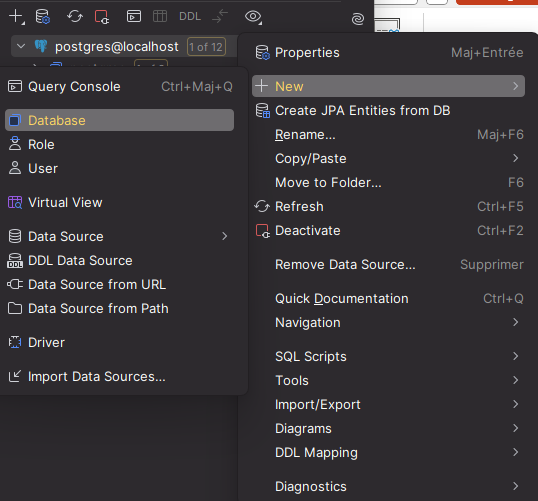 DDL
postgres@localhost 1 of 12
Properties Maj+Entrée
New
Create JPA Entities from DB
Rename... Maj+F6
Copy/Paste
Move to Folder... F6
Refresh Ctrl+F5
Deactivate Ctrl+F2
Remove Data Source... Supprimer
Quick Documentation Ctrl+Q
Navigation
SQL Scripts
Tools
Import/Export
Diagrams
DDL Mapping
Diagnostics
Query Console Ctrl+Maj+Q
Database
Role
User
Virtual View
Data Source
DDL DDL Data Source
Data Source from URL
Data Source from Path
Driver
Import Data Sources...